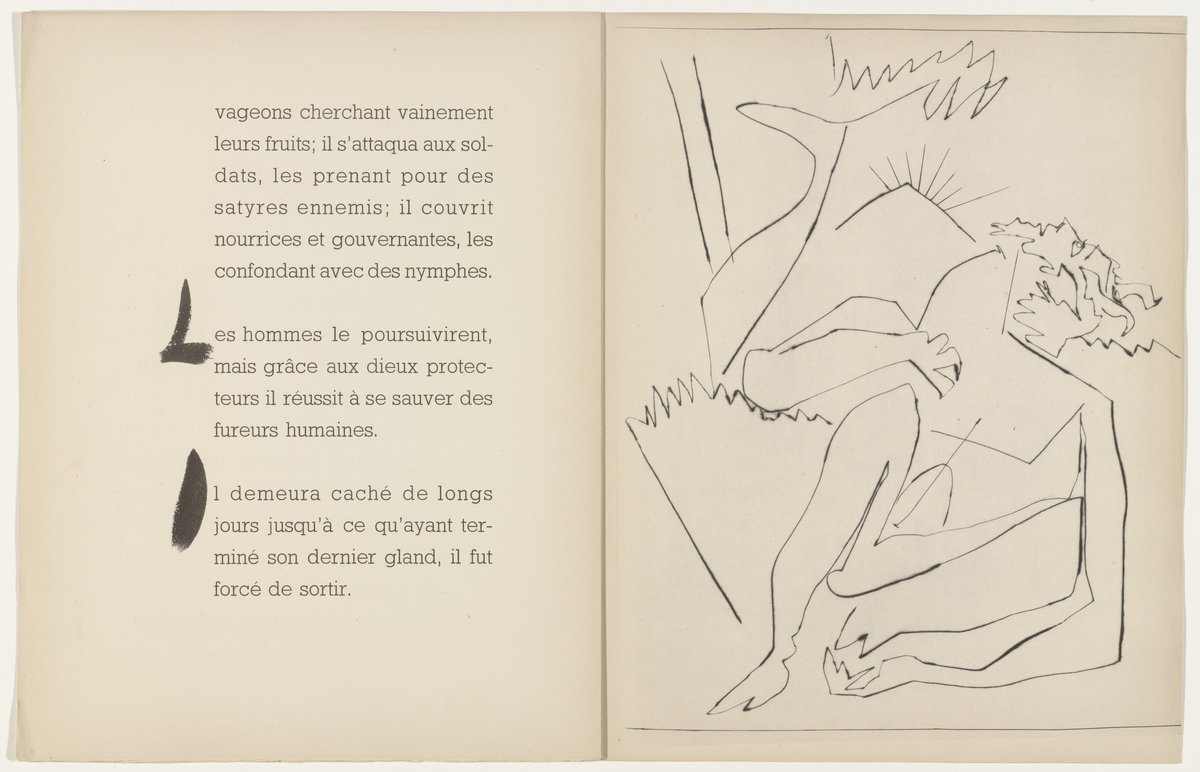 vageons cherchant vainement
leurs fruits; il s'attaqua aux sol-
dats, les prenant pour des
satyres ennemis; il couvrit
nourrices et gouvernantes, les
confondant avec des nymphes.
Les hommes le poursuivirent,
mais grâce aux dieux protec-
teurs il réussit à se sauver des
fureurs humaines.
Il demeura caché de longs
jours jusqu'à ce qu'ayant ter-
miné son dernier gland, il fut
forcé de sortir.